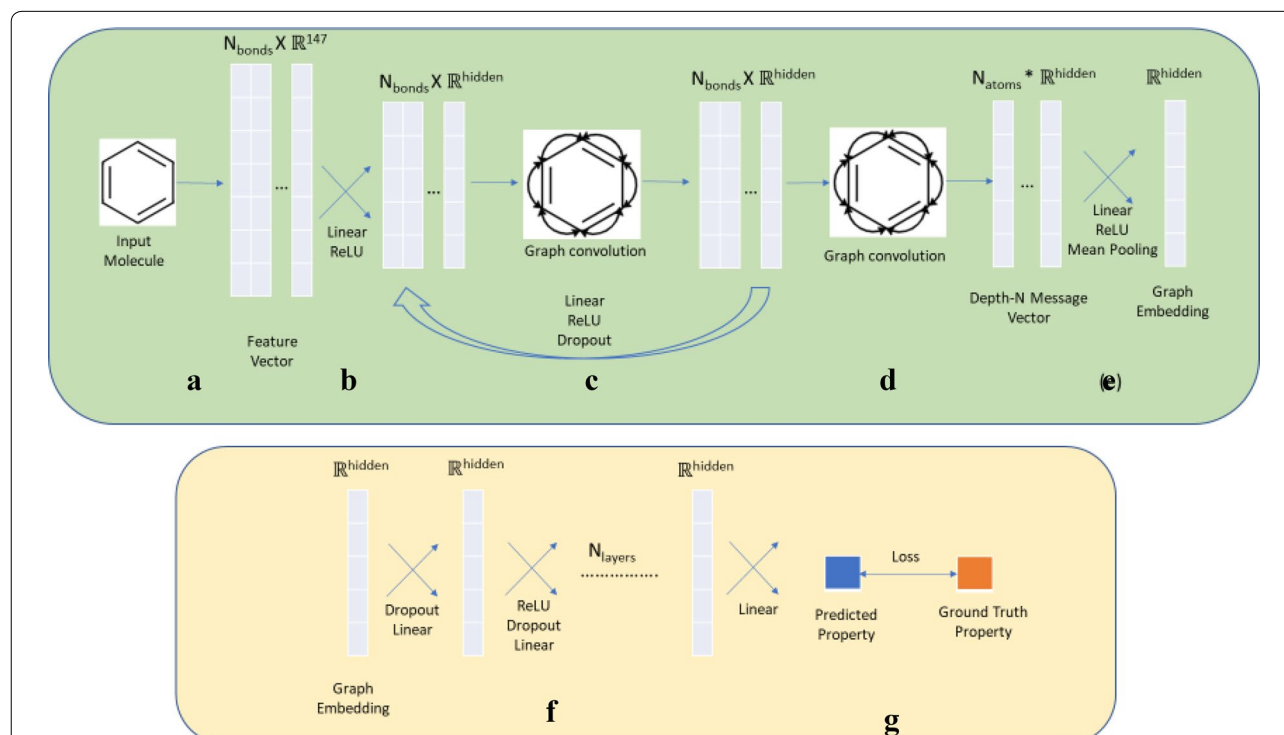 N_bonds X ℝ^147
N_bonds X ℝ^hidden
N_bonds X ℝ^hidden
N_atoms * ℝ^hidden
ℝ^hidden
...
...
...
...
Input
Molecule
Linear
ReLU
Graph convolution
Graph convolution
Linear
ReLU
Mean Pooling
Feature
Vector
Linear
ReLU
Dropout
Depth-N Message
Vector
Graph
Embedding
a
b
c
d
(e)
ℝ^hidden
ℝ^hidden
ℝ^hidden
Dropout
Linear
ReLU
Dropout
Linear
N_layers
...............
Linear
Loss
Predicted
Property
Ground Truth
Property
Graph
Embedding
f
g